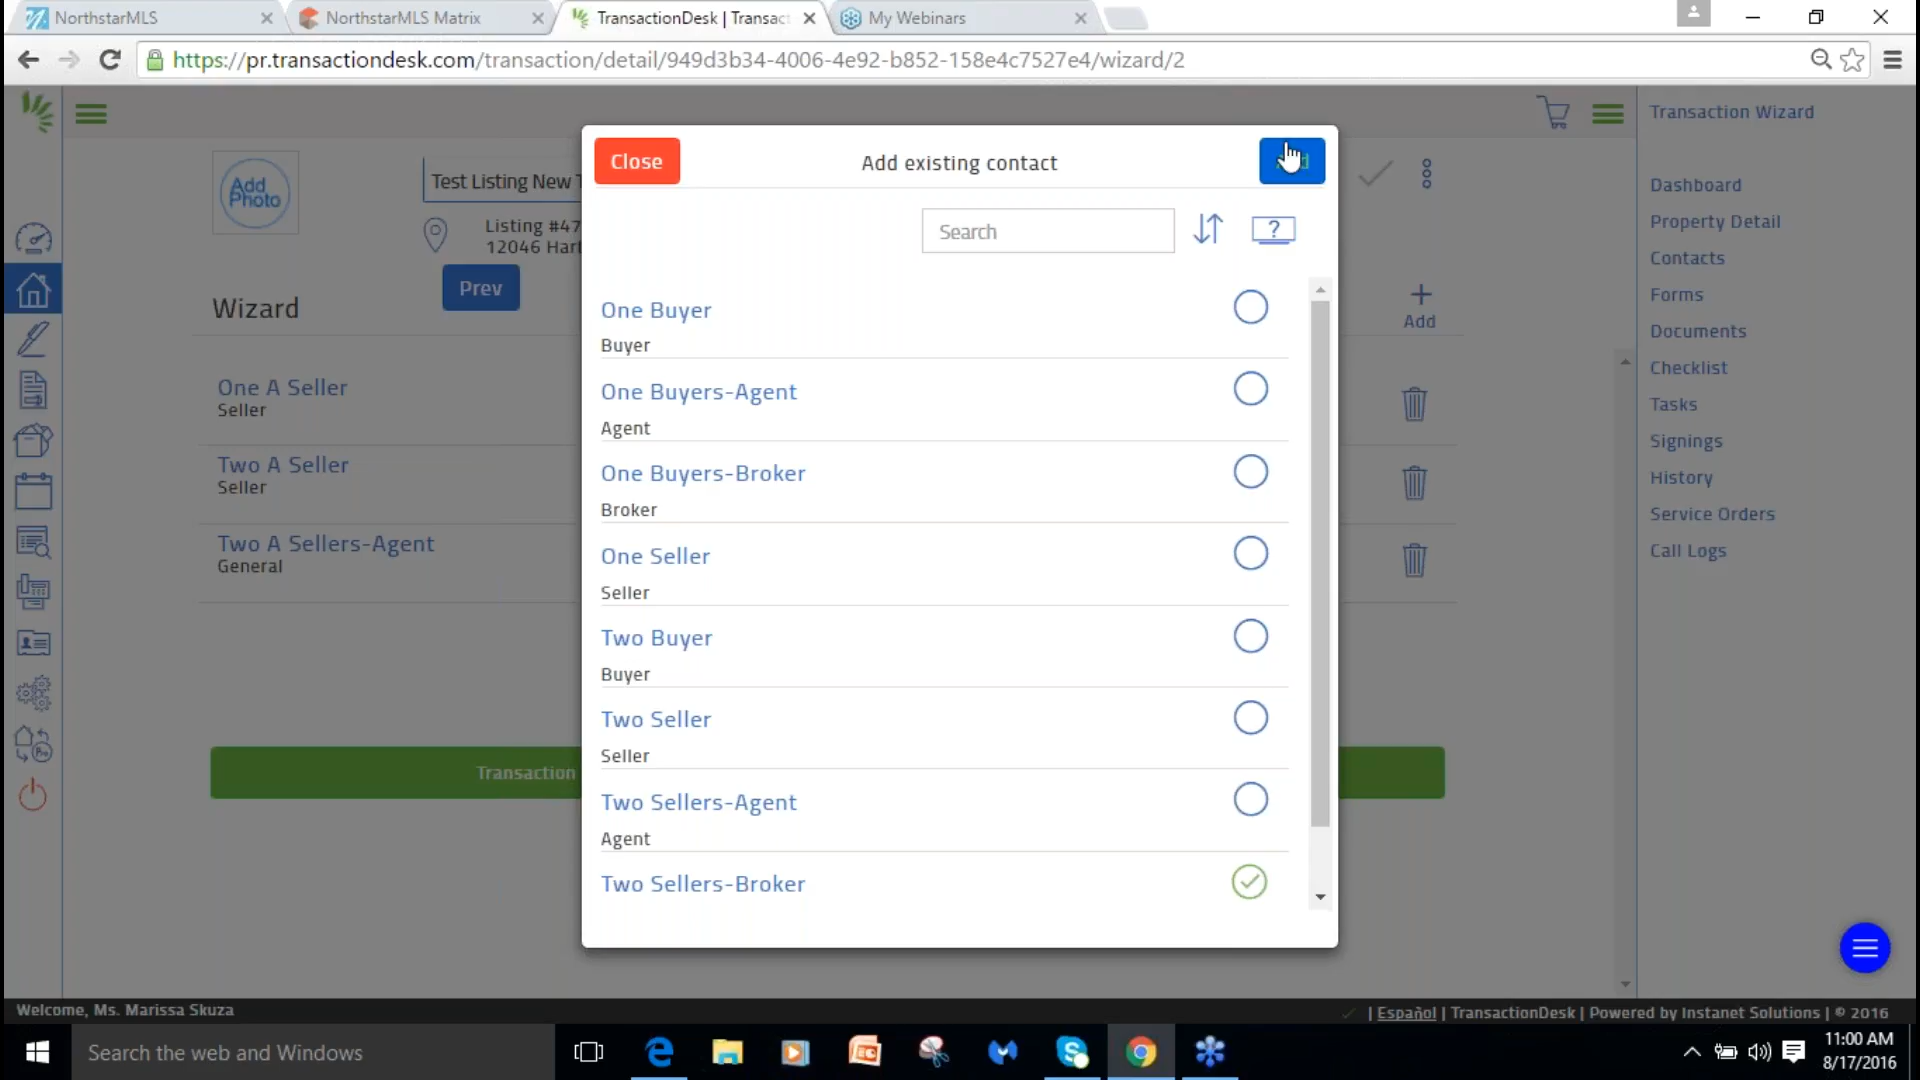 NorthstarMLS
NorthstarMLS Matrix
TransactionDesk | Transact
My Webinars
https://pr.transactiondesk.com/transaction/detail/949d3b34-4006-4e92-b852-158e4c7527e4/wizard/2
Add Photo
Test Listing New
Listing #47
12046 Har
Prev
Wizard
One A Seller
Seller
Two A Seller
Seller
Two A Sellers-Agent
General
Transaction
Close
Add existing contact
Search
?
One Buyer
Buyer
One Buyers-Agent
Agent
One Buyers-Broker
Broker
One Seller
Seller
Two Buyer
Buyer
Two Seller
Seller
Two Sellers-Agent
Agent
Two Sellers-Broker
Add
Transaction Wizard
Dashboard
Property Detail
Contacts
Forms
Documents
Checklist
Tasks
Signings
History
Service Orders
Call Logs
Welcome, Ms. Marissa Skuza
| Español | TransactionDesk | Powered by Instanet Solutions | © 2016
Search the web and Windows
11:00 AM
8/17/2016